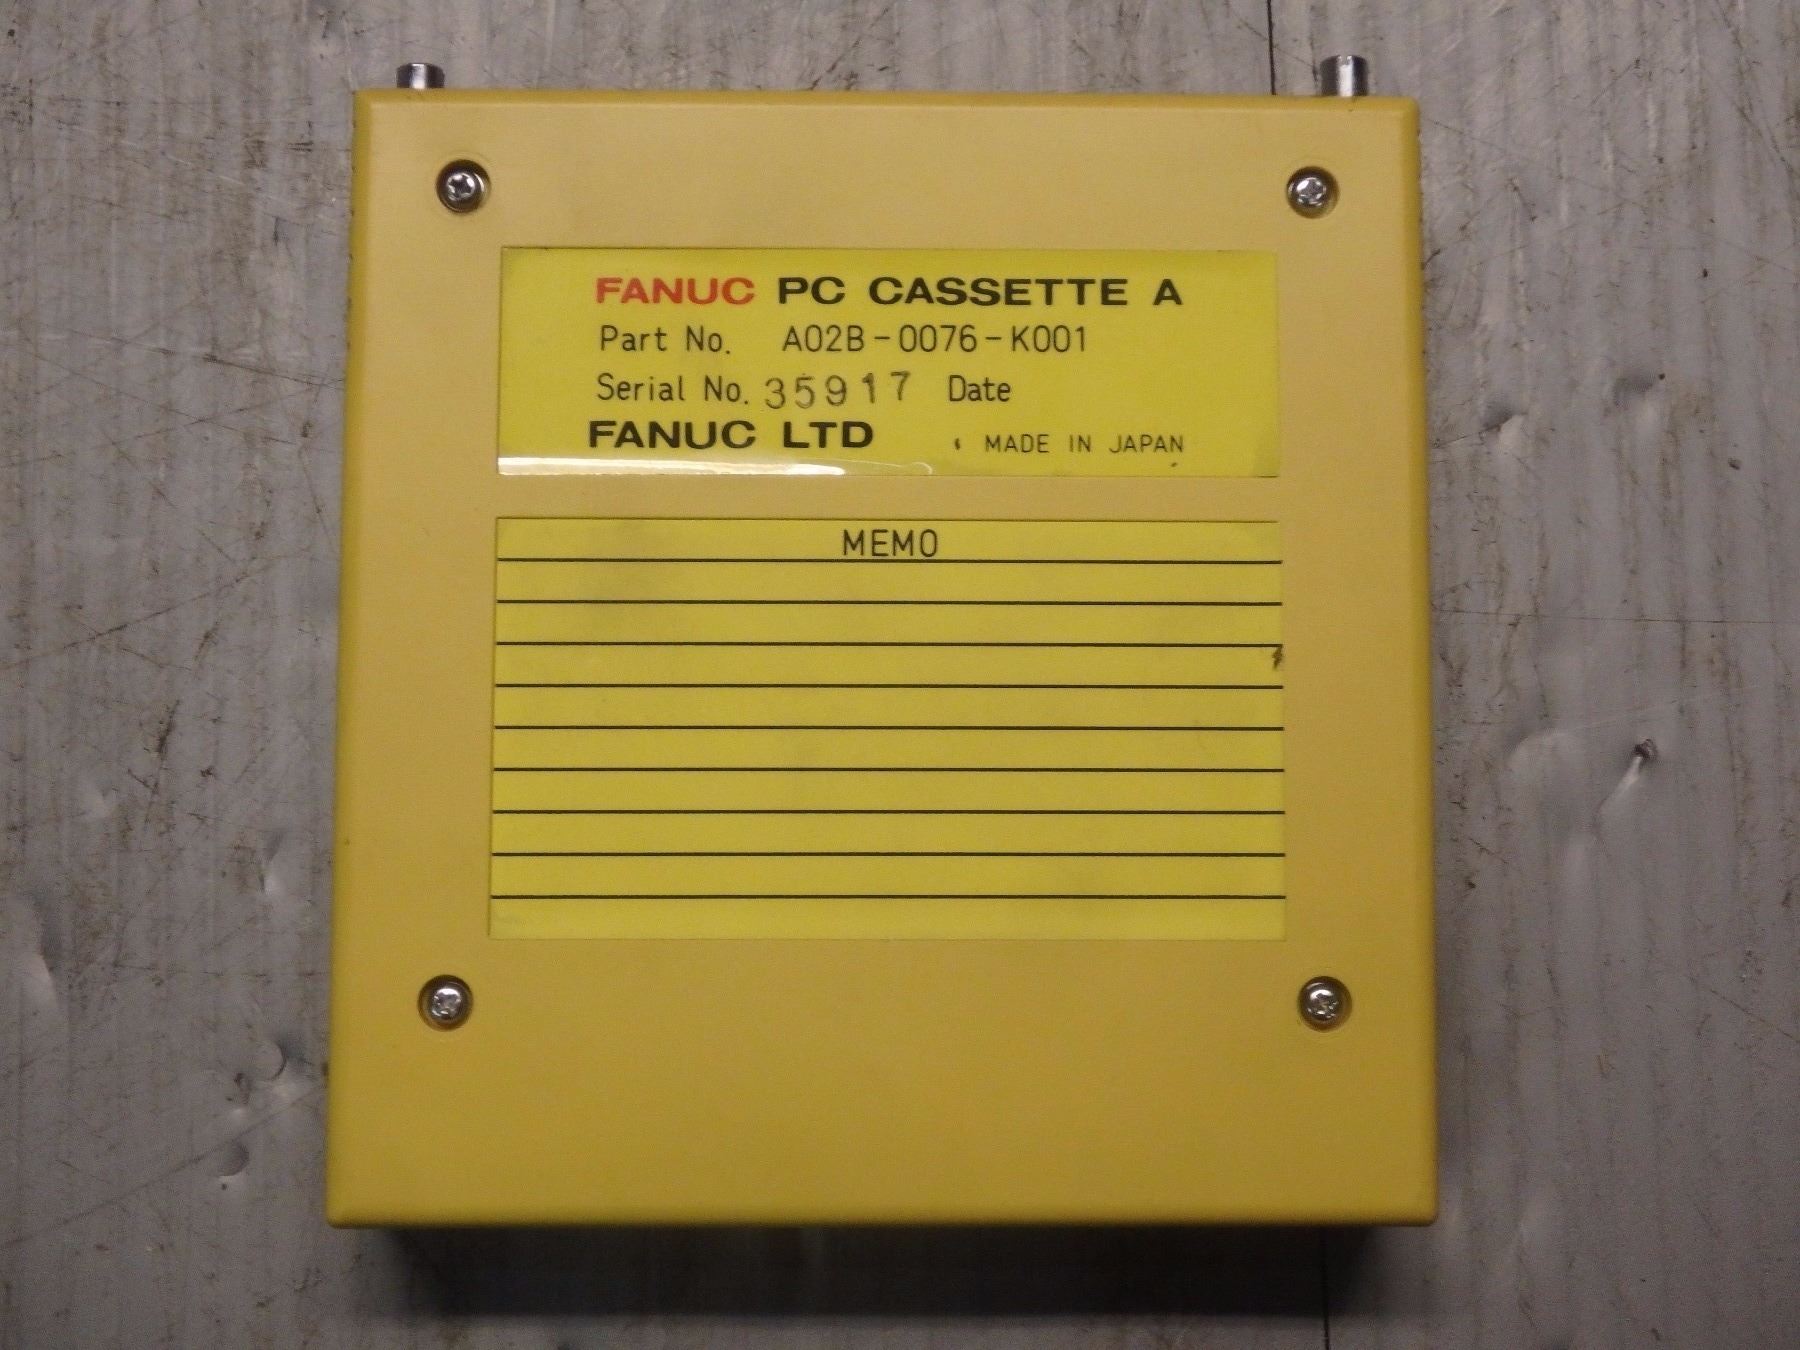 FANUC PC CASSETTE A
Part No. A02B-0076-K001
Serial No. 35917 Date
FANUC LTD MADE IN JAPAN
MEMO